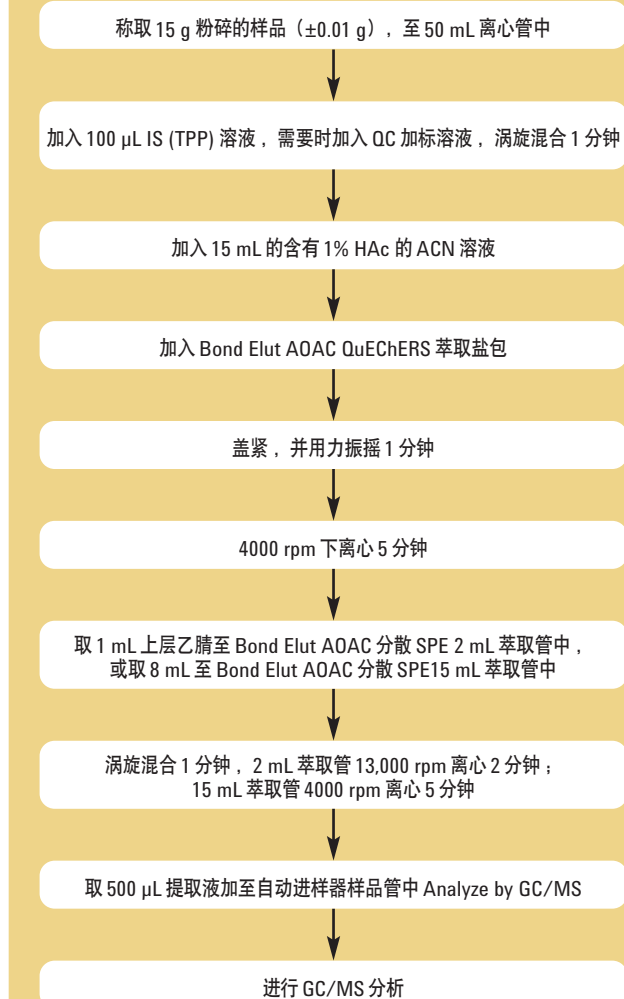 称取 15 g 粉碎的样品（±0.01 g），至 50 mL 离心管中
加入 100 µL IS (TPP) 溶液，需要时加入 QC 加标溶液，涡旋混合 1 分钟
加入 15 mL 的含有 1% HAc 的 ACN 溶液
加入 Bond Elut AOAC QuEChERS 萃取盐包
盖紧，并用力振摇 1 分钟
4000 rpm 下离心 5 分钟
取 1 mL 上层乙腈至 Bond Elut AOAC 分散 SPE 2 mL 萃取管中，
或取 8 mL 至 Bond Elut AOAC 分散 SPE15 mL 萃取管中
涡旋混合 1 分钟，2 mL 萃取管 13,000 rpm 离心 2 分钟；
15 mL 萃取管 4000 rpm 离心 5 分钟
取 500 µL 提取液加至自动进样器样品管中 Analyze by GC/MS
进行 GC/MS 分析